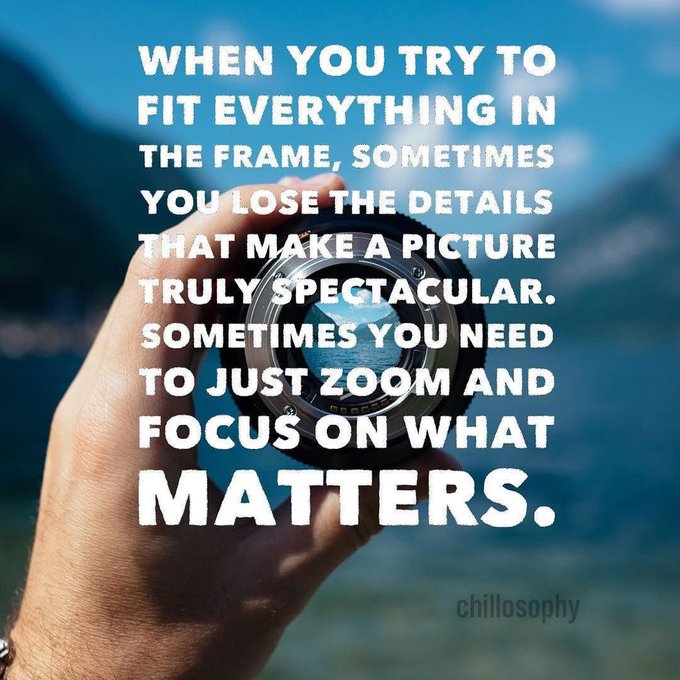 WHEN YOU TRY TO
FIT EVERYTHING IN
THE FRAME, SOMETIMES
YOU LOSE THE DETAILS
THAT MAKE A PICTURE
TRULY SPECTACULAR.
SOMETIMES YOU NEED
TO JUST ZOOM AND
FOCUS ON WHAT
MATTERS.
chillosophy